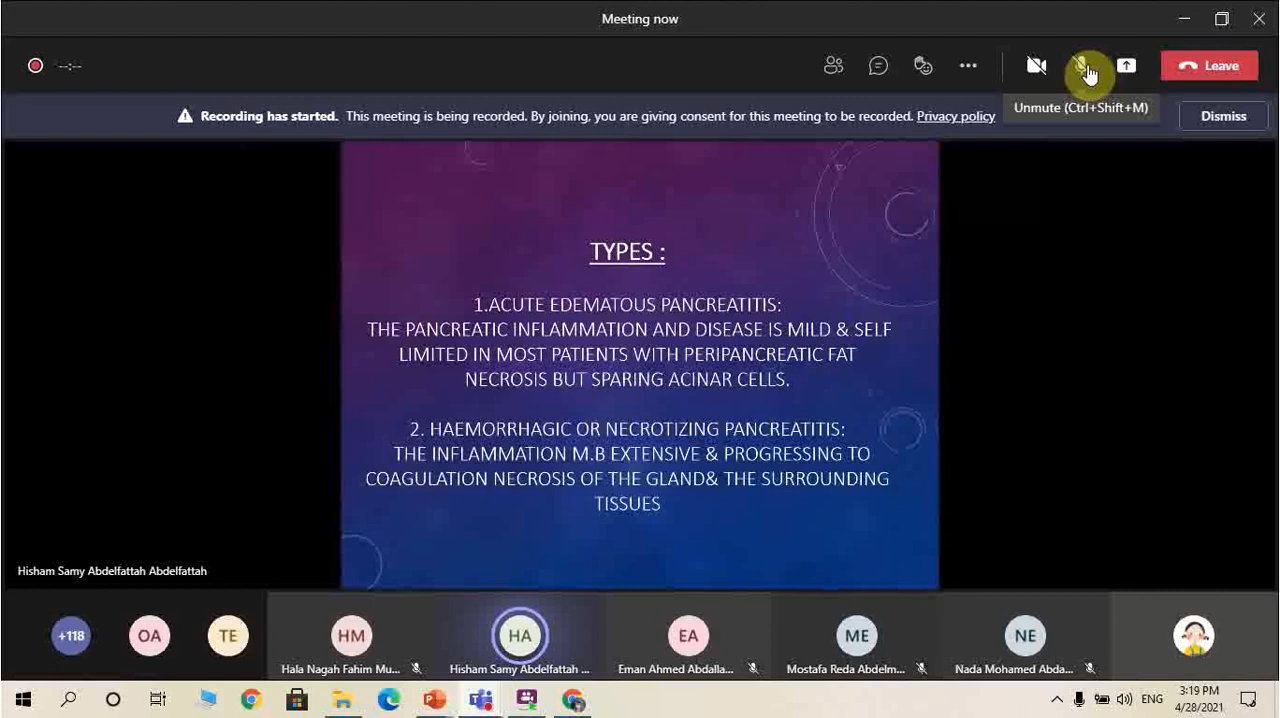 Meeting now
--:--
Leave
Recording has started. This meeting is being recorded. By joining, you are giving consent for this meeting to be recorded. Privacy policy
Unmute (Ctrl+Shift+M)
Dismiss
TYPES :
1.ACUTE EDEMATOUS PANCREATITIS:
THE PANCREATIC INFLAMMATION AND DISEASE IS MILD & SELF
LIMITED IN MOST PATIENTS WITH PERIPANCREATIC FAT
NECROSIS BUT SPARING ACINAR CELLS.
2. HAEMORRHAGIC OR NECROTIZING PANCREATITIS:
THE INFLAMMATION M.B EXTENSIVE & PROGRESSING TO
COAGULATION NECROSIS OF THE GLAND& THE SURROUNDING
TISSUES
Hisham Samy Abdelfattah Abdelfattah
+118 OA TE HM HA EA ME NE
Hala Nagah Fahim Mu... Hisham Samy Abdelfattah ... Eman Ahmed Abdalla... Mostafa Reda Abdelm... Nada Mohamed Abda...
ENG
3:19 PM
4/28/2021